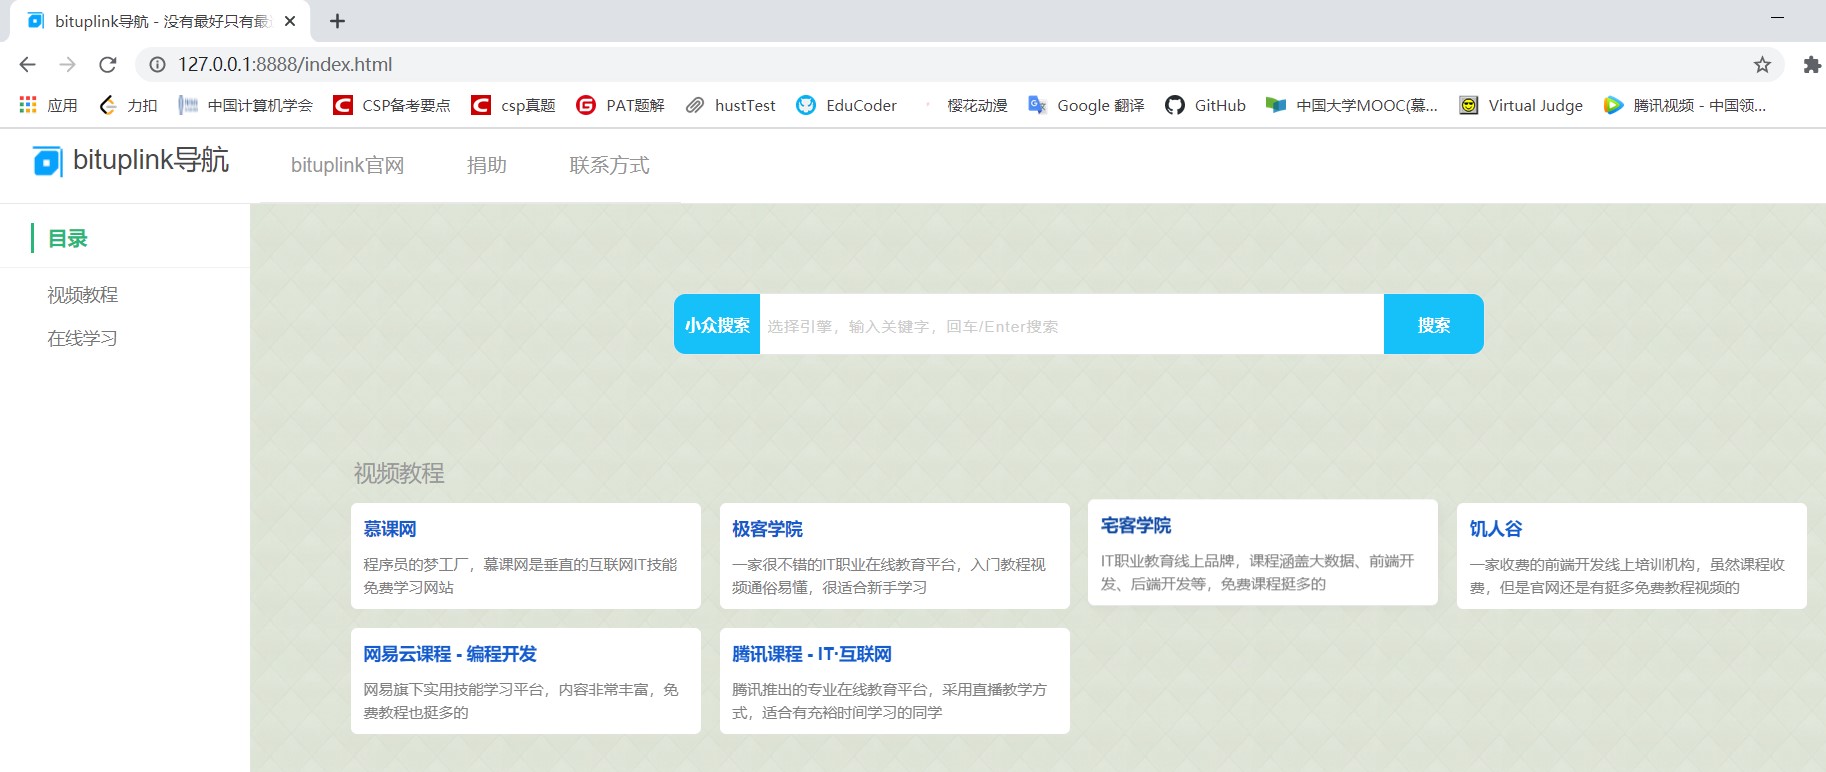 bituplink导航 - 没有最好只有最
127.0.0.1:8888/index.html
应用 力扣 中国计算机学会 CSP备考要点 csp真题 PAT题解 hustTest EduCoder 樱花动漫 Google 翻译 GitHub 中国大学MOOC(慕... Virtual Judge 腾讯视频 - 中国领...
bituplink导航 bituplink官网 捐助 联系方式
目录
视频教程
在线学习
小众搜索 选择引擎，输入关键字，回车/Enter搜索 搜索
视频教程
慕课网
程序员的梦工厂，慕课网是垂直的互联网IT技能
免费学习网站
极客学院
一家很不错的IT职业在线教育平台，入门教程视
频通俗易懂，很适合新手学习
宅客学院
IT职业教育线上品牌，课程涵盖大数据、前端开
发、后端开发等，免费课程挺多的
饥人谷
一家收费的前端开发线上培训机构，虽然课程收
费，但是官网还是有挺多免费教程视频的
网易云课程 - 编程开发
网易旗下实用技能学习平台，内容非常丰富，免
费教程也挺多的
腾讯课程 - IT·互联网
腾讯推出的专业在线教育平台，采用直播教学方
式，适合有充裕时间学习的同学